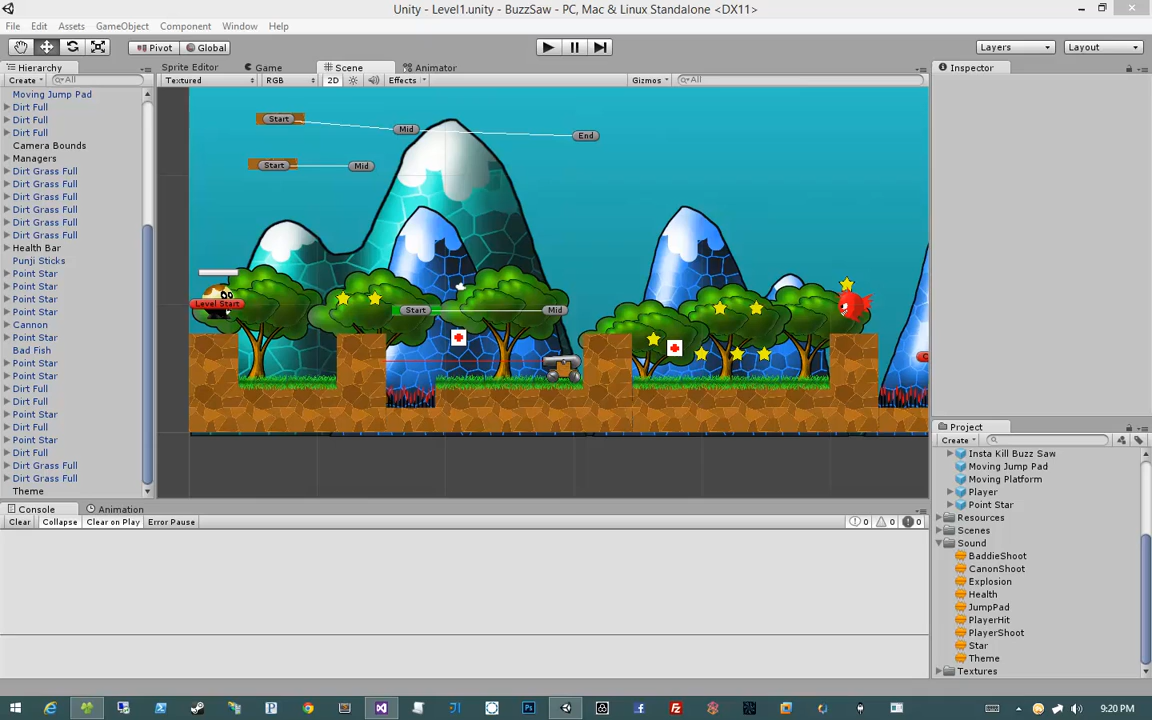 Unity - Level1.unity - BuzzSaw - PC, Mac & Linux Standalone <DX11>
File Edit Assets GameObject Component Window Help
Pivot Global Layers Layout
Hierarchy Sprite Editor Game Scene Animator Inspector
Create All Textured RGB 2D Effects Gizmos All
Moving Jump Pad
Dirt Full
Dirt Full
Dirt Full
Camera Bounds
Managers
Dirt Grass Full
Dirt Grass Full
Dirt Grass Full
Dirt Grass Full
Dirt Grass Full
Dirt Grass Full
Health Bar
Punji Sticks
Point Star
Point Star
Point Star
Point Star
Cannon
Point Star
Bad Fish
Point Star
Point Star
Dirt Full
Dirt Full
Point Star
Dirt Full
Point Star
Dirt Full
Dirt Grass Full
Dirt Grass Full
Theme
Start Mid End
Start Mid
Level Start Start Mid
Project
Create
Insta Kill Buzz Saw
Moving Jump Pad
Moving Platform
Player
Point Star
Resources
Scenes
Sound
BaddieShoot
CanonShoot
Explosion
Health
JumpPad
PlayerHit
PlayerShoot
Star
Theme
Textures
Console Animation
Clear Collapse Clear on Play Error Pause 0 0 0
9:20 PM